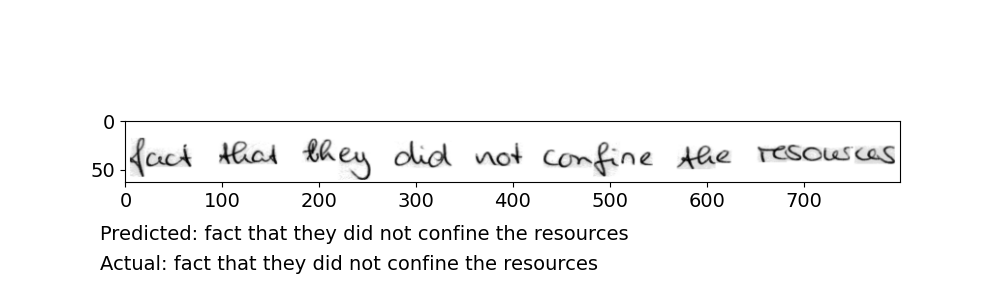 0
50
fact that they did not confine the resources
0 100 200 300 400 500 600 700
Predicted: fact that they did not confine the resources
Actual: fact that they did not confine the resources